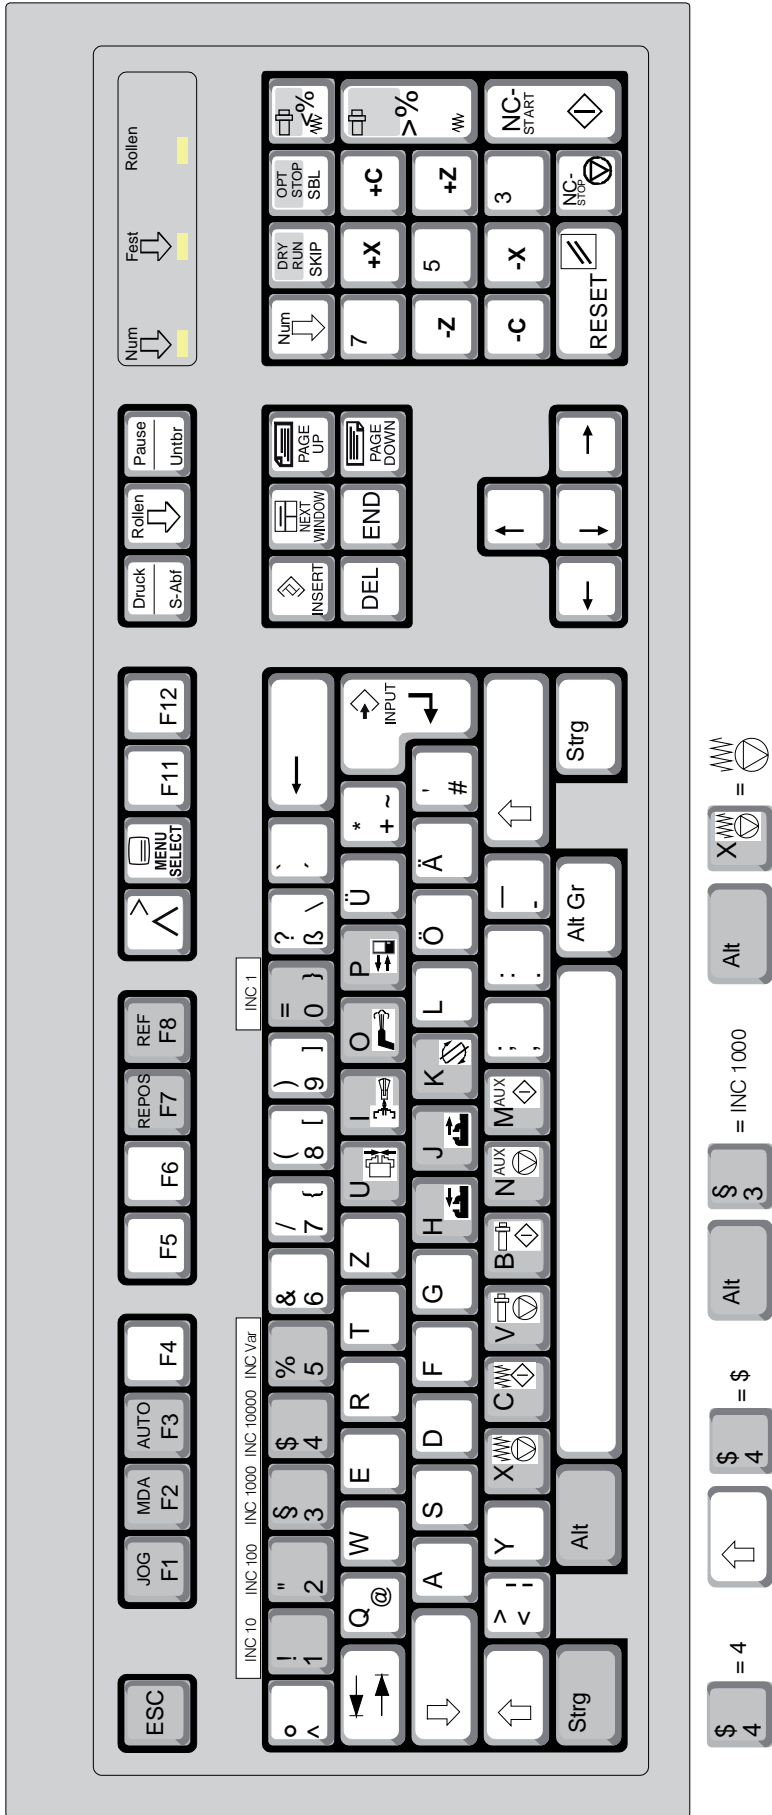 ESC
JOG F1
MDA F2
AUTO F3
F4
F5
F6
REPOS F7
REF F8
MENU SELECT
F11
F12
Druck S-Abf
Rollen
Pause Untbr
Num
Fest
Rollen
INC 10 INC 100 INC 1000 INC 10000 INC Var
INC 1
° ^
! 1
" 2
§ 3
$ 4
% 5
& 6
/ 7 {
( 8 [
) 9 ]
= 0 }
? ß \
` ´
INSERT
NEXT WINDOW
PAGE UP
Num
DRY RUN SKIP
OPT STOP SBL
<%
Q @
W
E
R
T
Z
U
I
O
P
Ü
* + ~
INPUT
DEL
END
PAGE DOWN
7
+X
+C
>%
A
S
D
F
G
H
J
K
L
Ö
Ä
' #
-Z
5
+Z
> < ¦
Y
X
C
V
B
N AUX
M AUX
; ,
: .
_ -
-C
-X
3
NC-START
Strg
Alt
Alt Gr
Strg
RESET
NC-STOP
$ 4 = 4
$ 4 = $
Alt § 3 = INC 1000
Alt X =